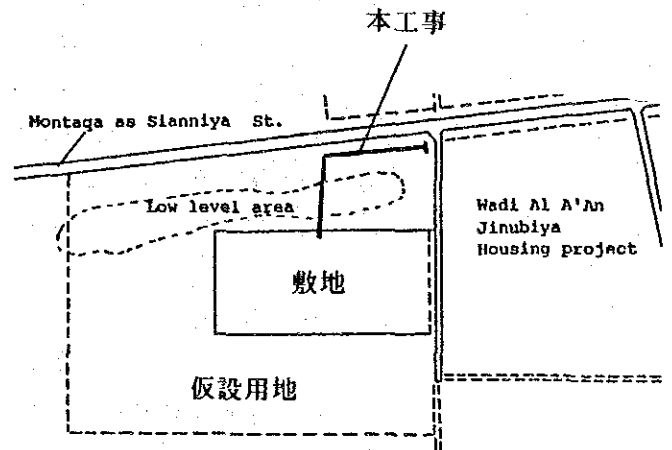 本工事
Montaqa as Sianniya St.
Low level area
Wadi Al A'An
Jinubiya
Housing project
敷地
仮設用地